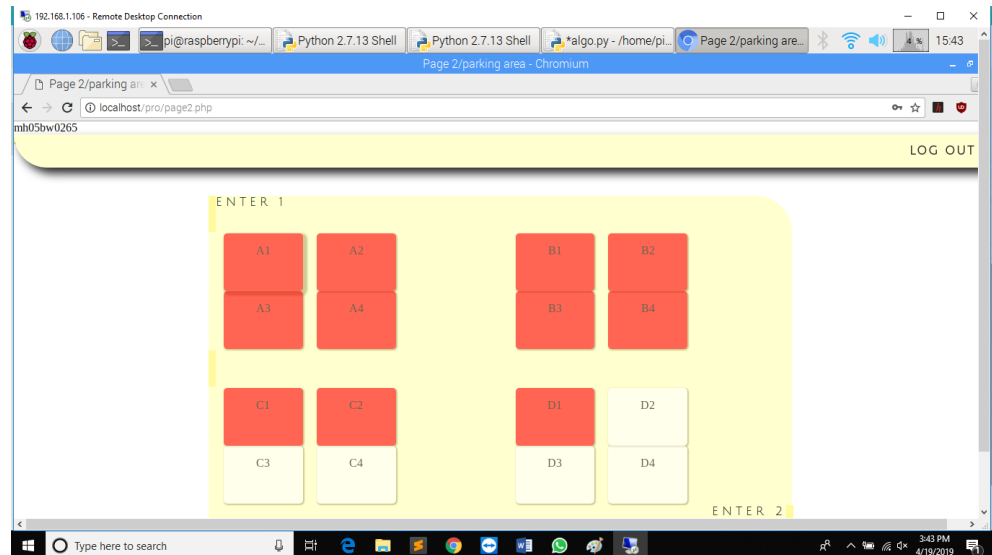 192.168.1.106 - Remote Desktop Connection
pi@raspberrypi: ~/... Python 2.7.13 Shell Python 2.7.13 Shell *algo.py - /home/pi... Page 2/parking are... 4 % 15:43
Page 2/parking area - Chromium
Page 2/parking are
localhost/pro/page2.php
mh05bw0265
LOG OUT
ENTER 1
A1 A2 B1 B2
A3 A4 B3 B4
C1 C2 D1 D2
C3 C4 D3 D4
ENTER 2
Type here to search 3:43 PM
4/19/2019